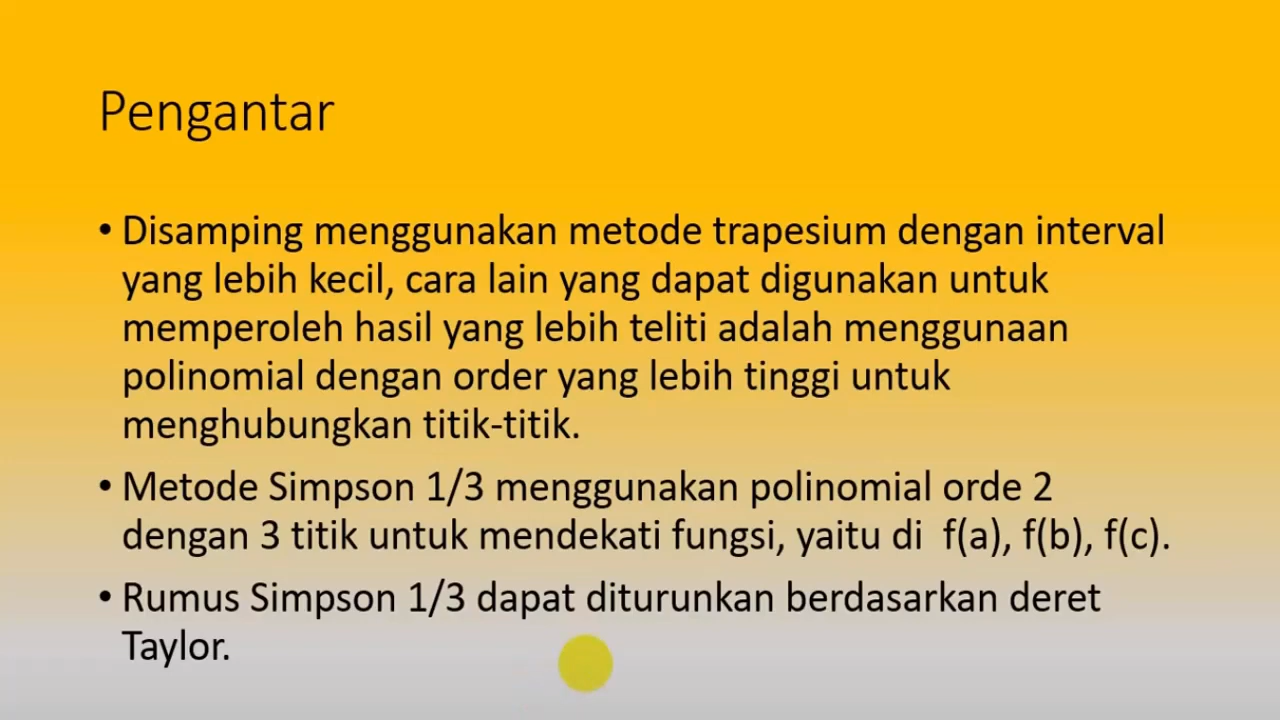 Pengantar
• Disamping menggunakan metode trapesium dengan interval
yang lebih kecil, cara lain yang dapat digunakan untuk
memperoleh hasil yang lebih teliti adalah menggunaan
polinomial dengan order yang lebih tinggi untuk
menghubungkan titik-titik.
• Metode Simpson 1/3 menggunakan polinomial orde 2
dengan 3 titik untuk mendekati fungsi, yaitu di f(a), f(b), f(c).
• Rumus Simpson 1/3 dapat diturunkan berdasarkan deret
Taylor.